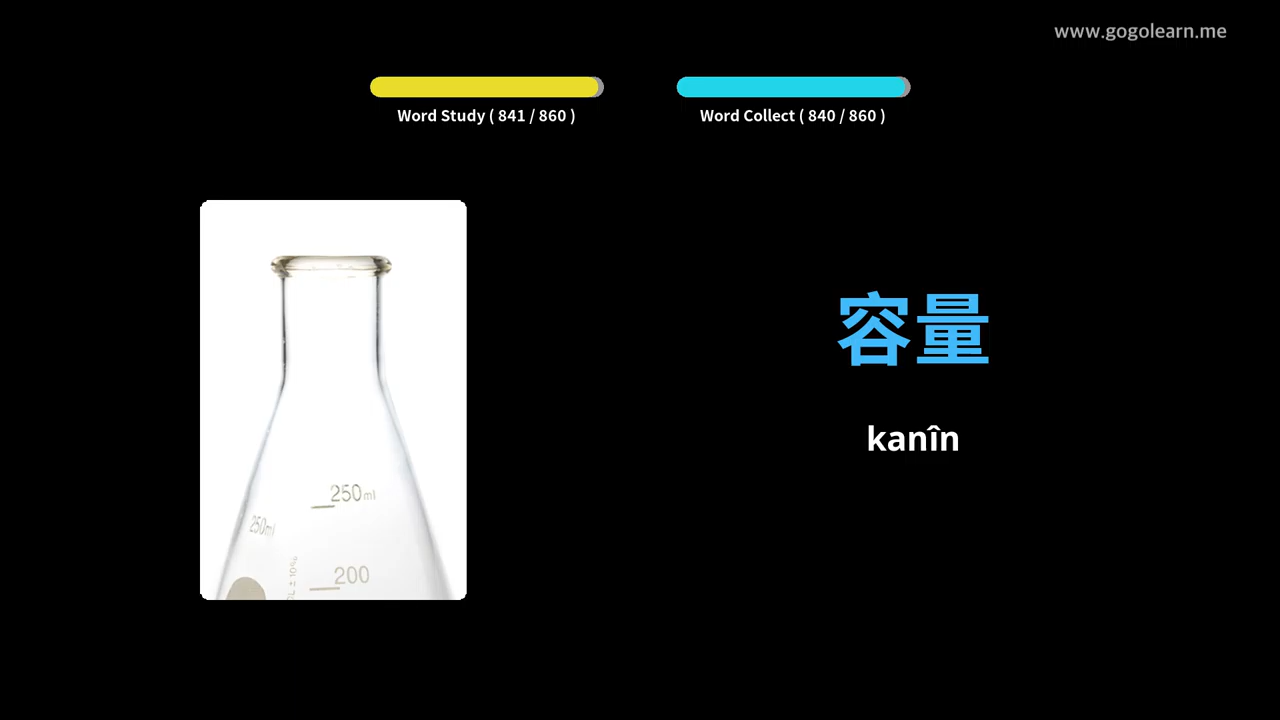 www.gogolearn.me
Word Study ( 841 / 860 )
Word Collect ( 840 / 860 )
容量
kanîn
250ml
250ml
200